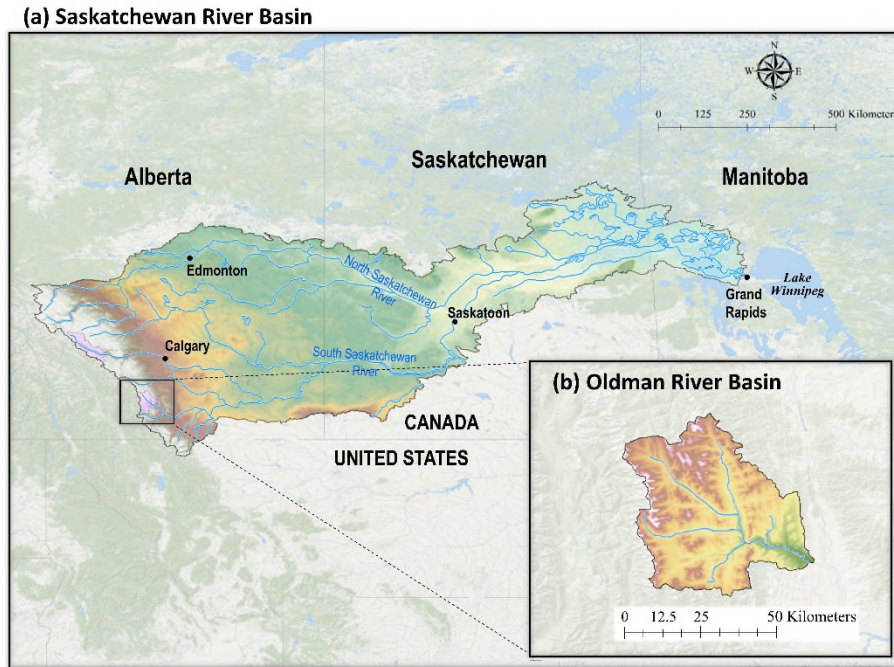 (a) Saskatchewan River Basin
N
W E
S
0 125 250 500 Kilometers
Saskatchewan
Alberta
Manitoba
Edmonton
North Saskatchewan
River
Lake
Winnipeg
Grand
Rapids
Saskatoon
Calgary
South Saskatchewan
River
(b) Oldman River Basin
CANADA
UNITED STATES
0 12.5 25 50 Kilometers